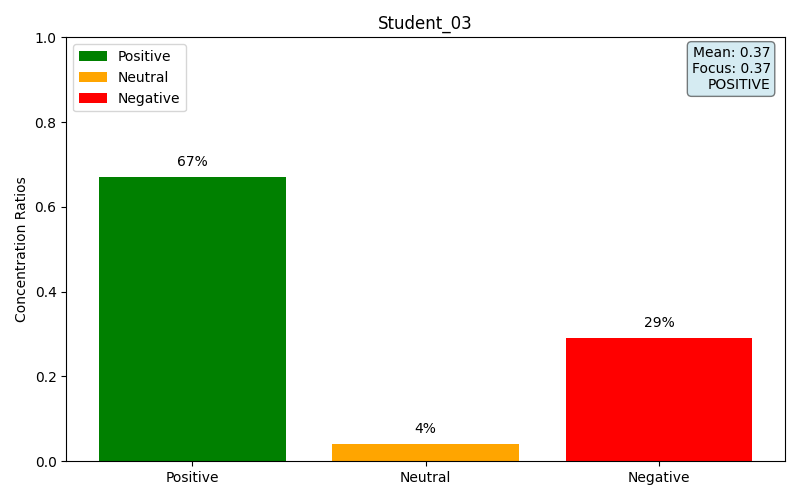 Student_03
Positive
Neutral
Negative
Mean: 0.37
Focus: 0.37
POSITIVE
Concentration Ratios
1.0
0.8
0.6
0.4
0.2
0.0
67%
4%
29%
Positive
Neutral
Negative